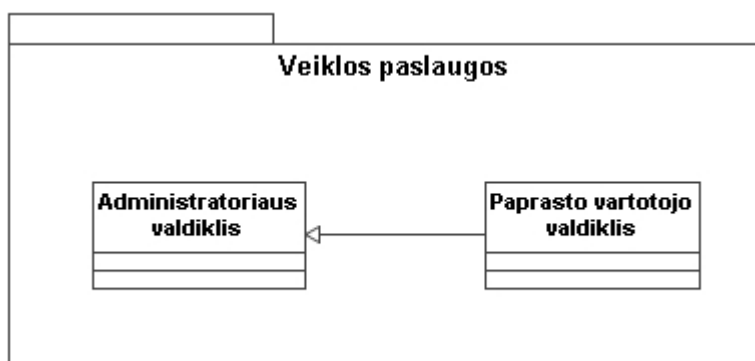 Veiklos paslaugos
Administratoriaus
valdiklis
Paprasto vartotojo
valdiklis